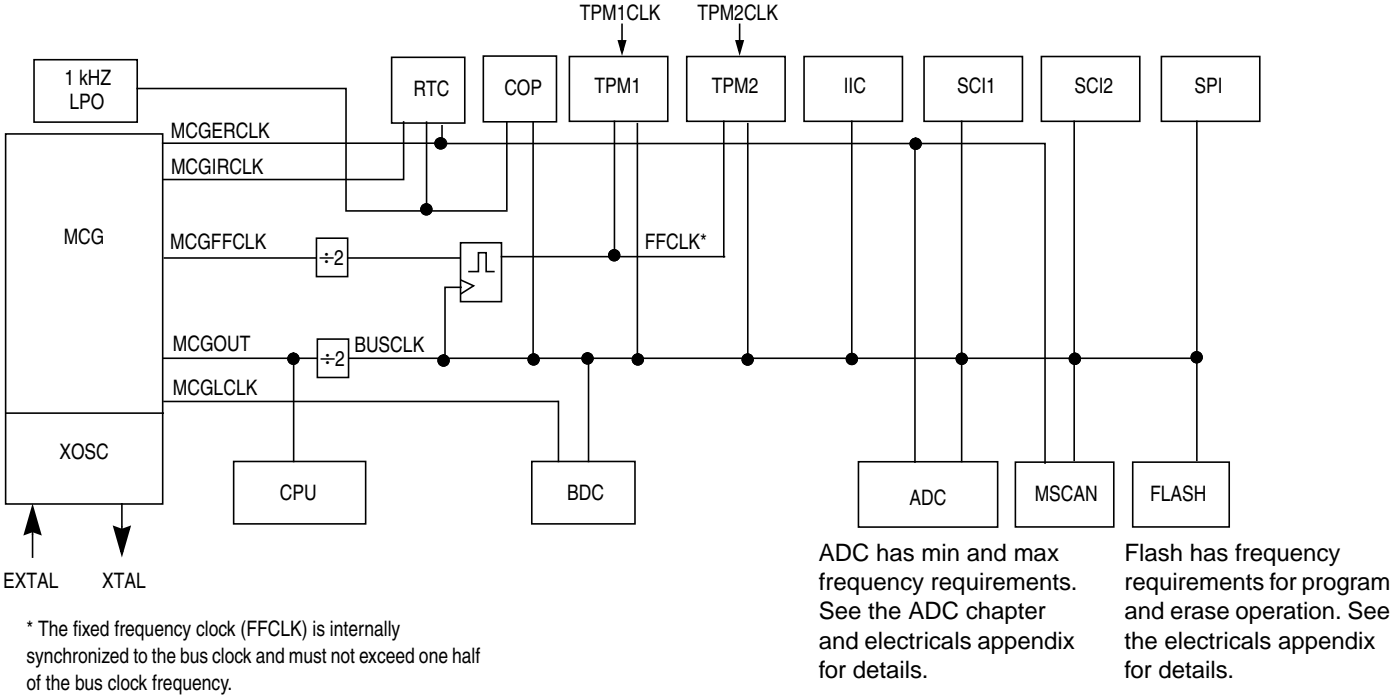 TPM1CLK TPM2CLK
1 kHZ
LPO
RTC COP TPM1 TPM2 IIC SCI1 SCI2 SPI
MCGERCLK
MCGIRCLK
MCG
MCGFFCLK
÷2
FFCLK*
MCGOUT
÷2
BUSCLK
MCGLCLK
XOSC
CPU
BDC
ADC
MSCAN
FLASH
EXTAL XTAL
ADC has min and max
frequency requirements.
See the ADC chapter
and electricals appendix
for details.
Flash has frequency
requirements for program
and erase operation. See
the electricals appendix
for details.
* The fixed frequency clock (FFCLK) is internally
synchronized to the bus clock and must not exceed one half
of the bus clock frequency.